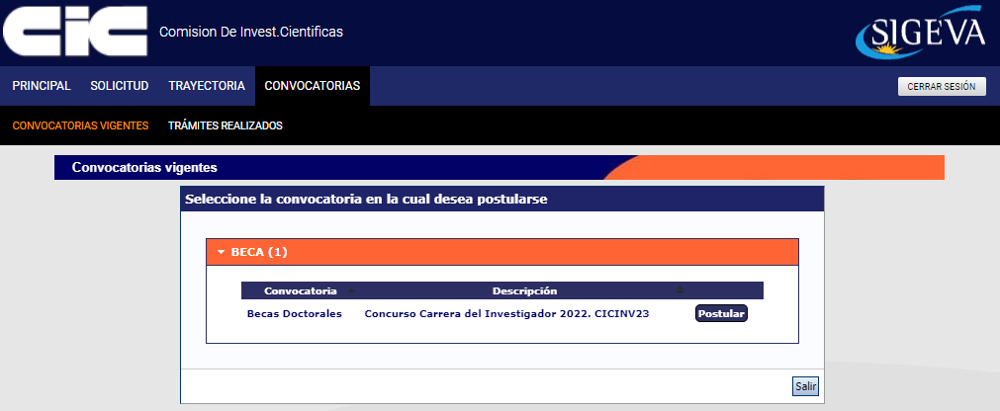 CIC Comision De Invest.Cientificas SIGEVA
PRINCIPAL SOLICITUD TRAYECTORIA CONVOCATORIAS CERRAR SESIÓN
CONVOCATORIAS VIGENTES TRÁMITES REALIZADOS
Convocatorias vigentes
Seleccione la convocatoria en la cual desea postularse
BECA (1)
Convocatoria Descripción
Becas Doctorales Concurso Carrera del Investigador 2022. CICINV23 Postular
Salir